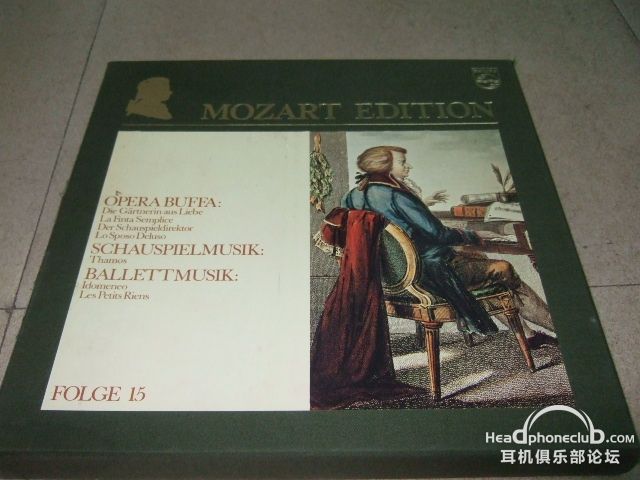 PHILIPS
MOZART EDITION
OPERA BUFFA:
Die Gärtnerin aus Liebe
La Finta Semplice
Der Schauspieldirektor
Lo Sposo Deluso
SCHAUSPIELMUSIK:
Thamos
BALLETTMUSIK:
Idomeneo
Les Petits Riens
FOLGE 15
Headphoneclub.com
耳机俱乐部论坛